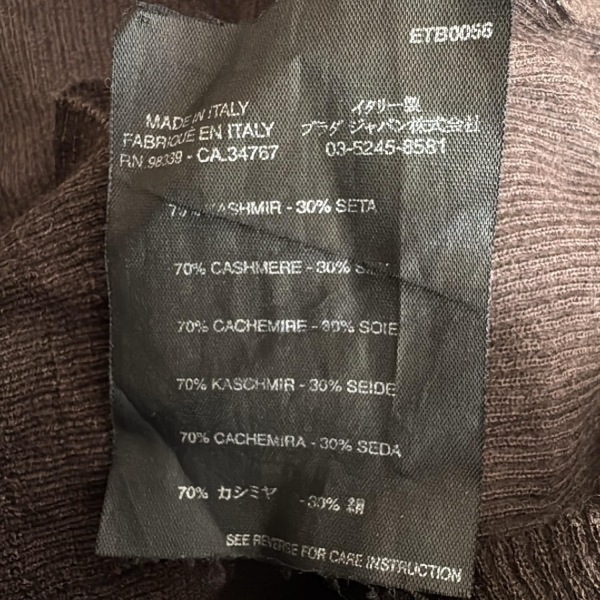 ETB0056
MADE IN ITALY
FABRIQUÉ EN ITALY
RN.98339 - CA.34767
イタリー製
プラダ ジャパン株式会社
03-5245-8581
70% KASHMIR - 30% SETA
70% CASHMERE - 30% SILK
70% CACHEMIRE - 30% SOIE
70% KASCHMIR - 30% SEIDE
70% CACHEMIRA - 30% SEDA
70% カシミヤ - 30% 絹
SEE REVERSE FOR CARE INSTRUCTION